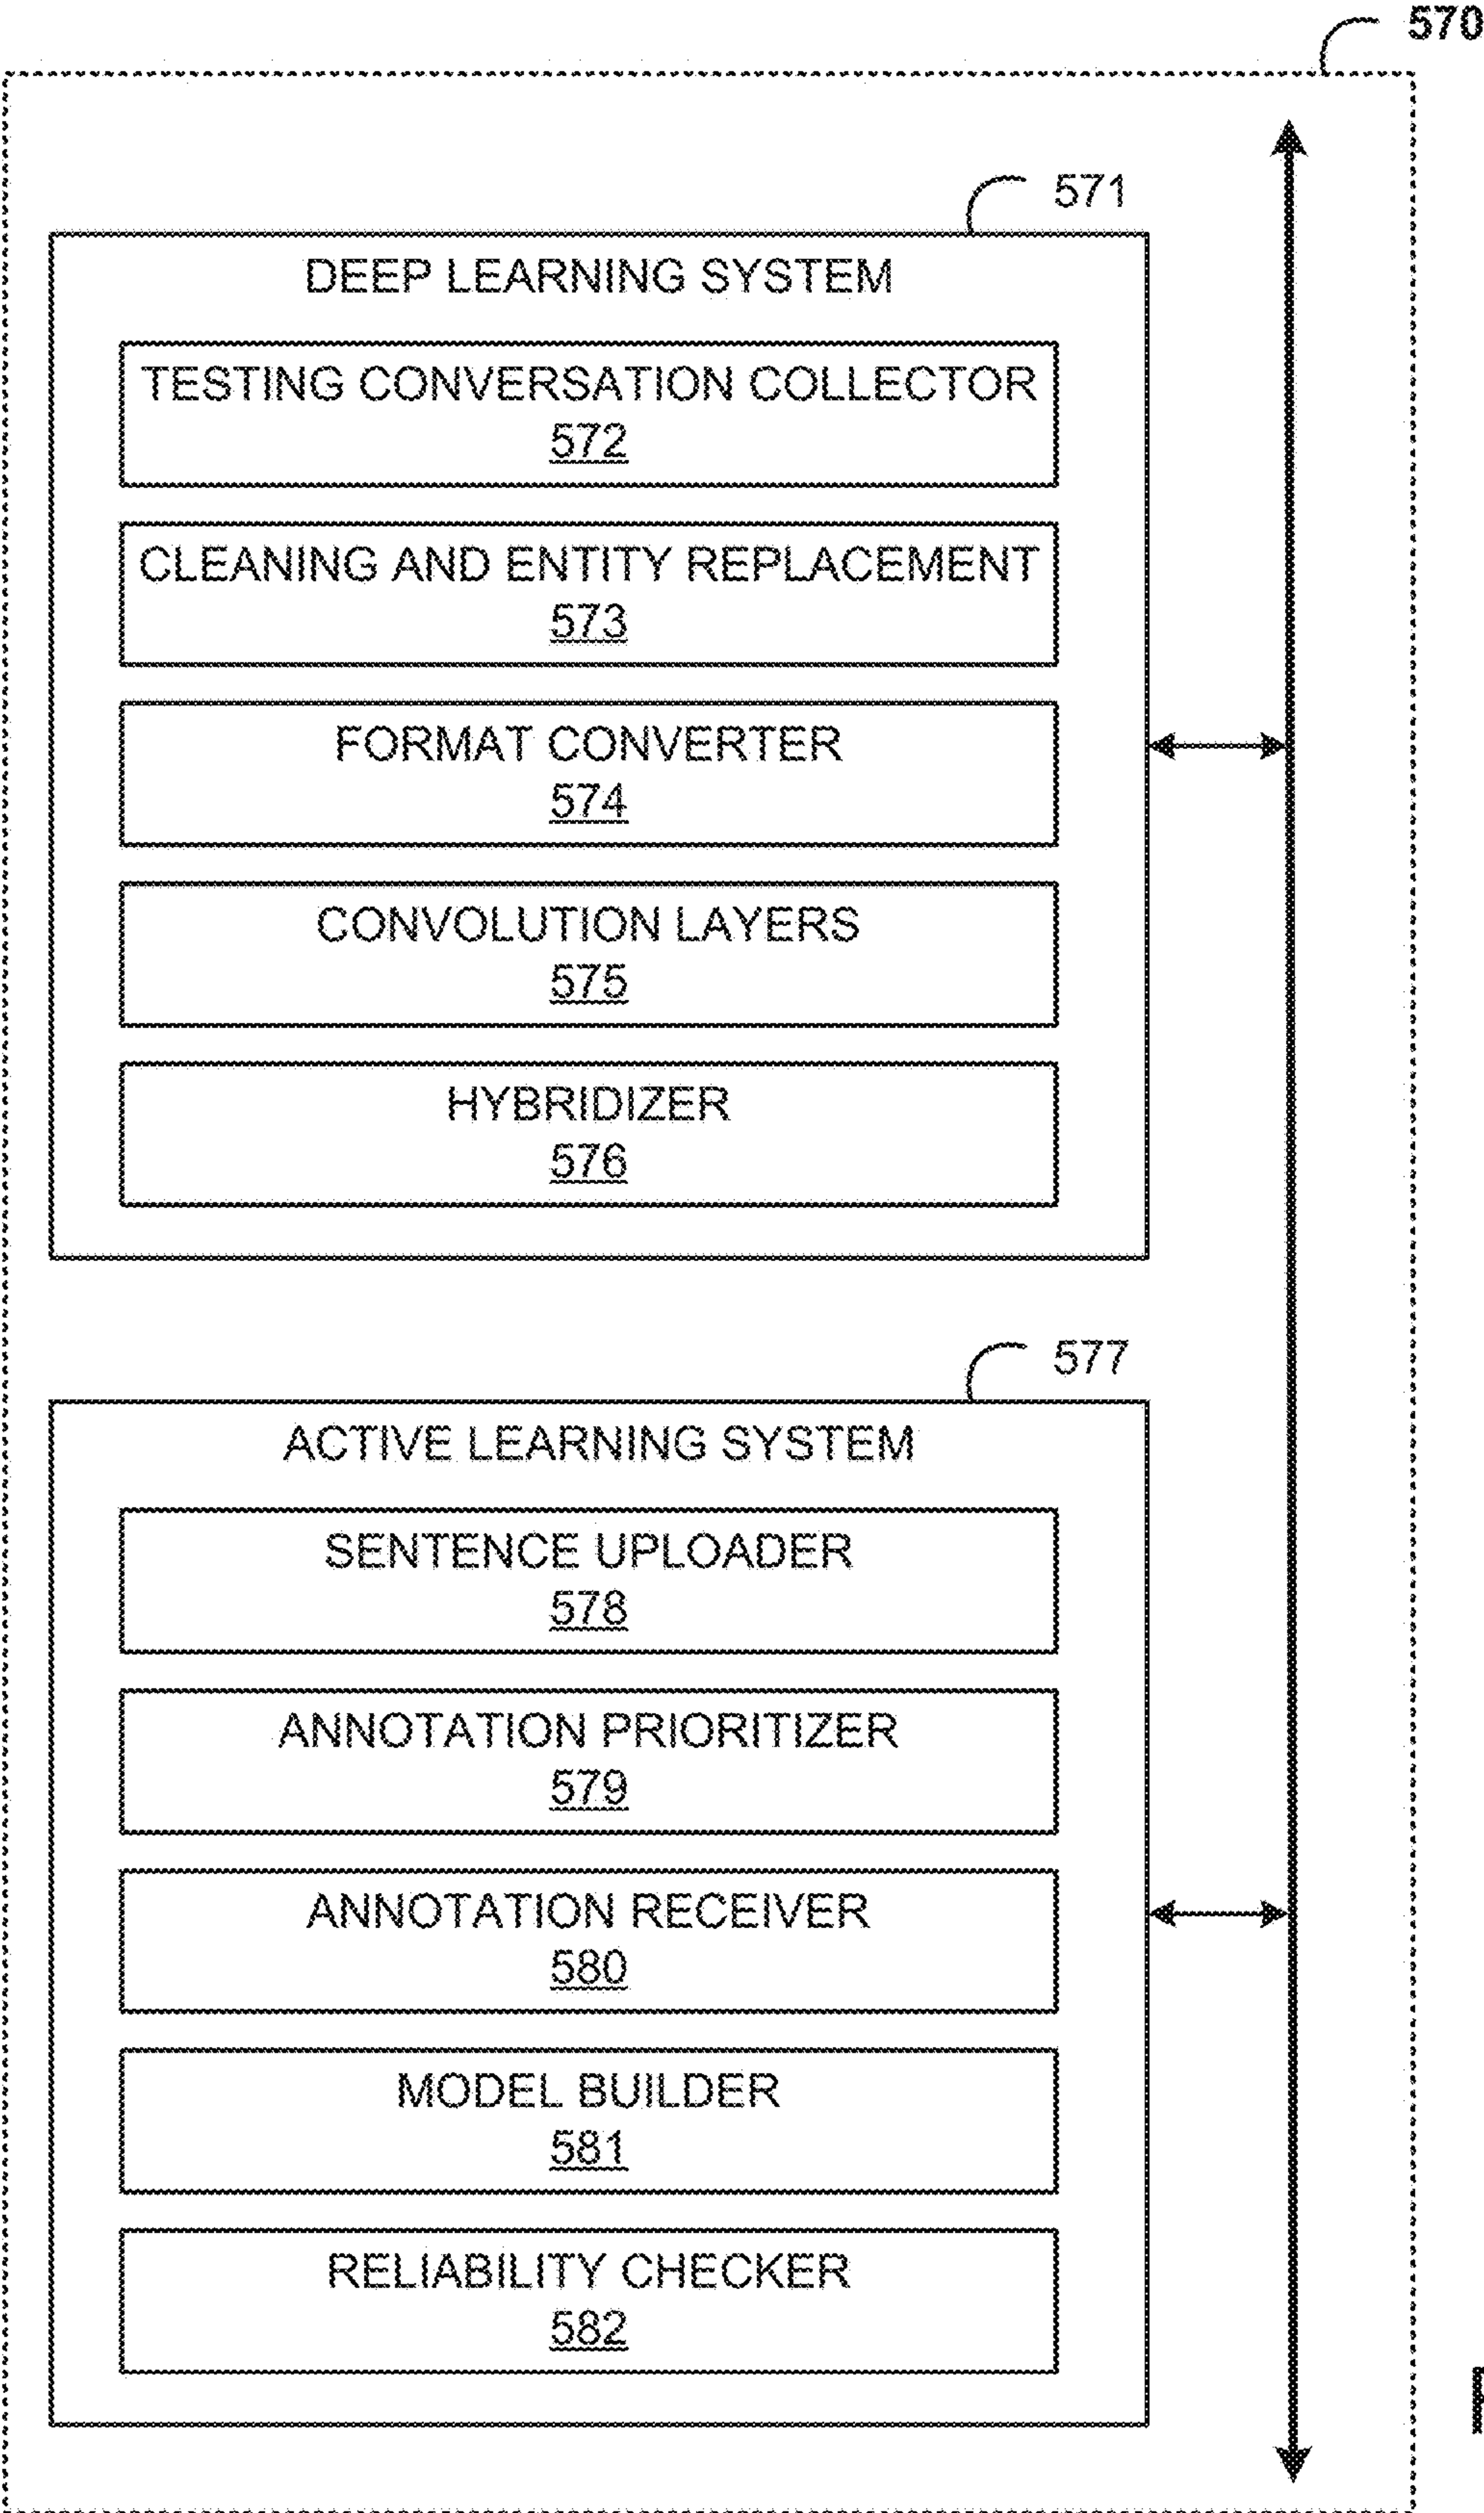 570
571
DEEP LEARNING SYSTEM
TESTING CONVERSATION COLLECTOR
572
CLEANING AND ENTITY REPLACEMENT
573
FORMAT CONVERTER
574
CONVOLUTION LAYERS
575
HYBRIDIZER
576
577
ACTIVE LEARNING SYSTEM
SENTENCE UPLOADER
578
ANNOTATION PRIORITIZER
579
ANNOTATION RECEIVER
580
MODEL BUILDER
581
RELIABILITY CHECKER
582